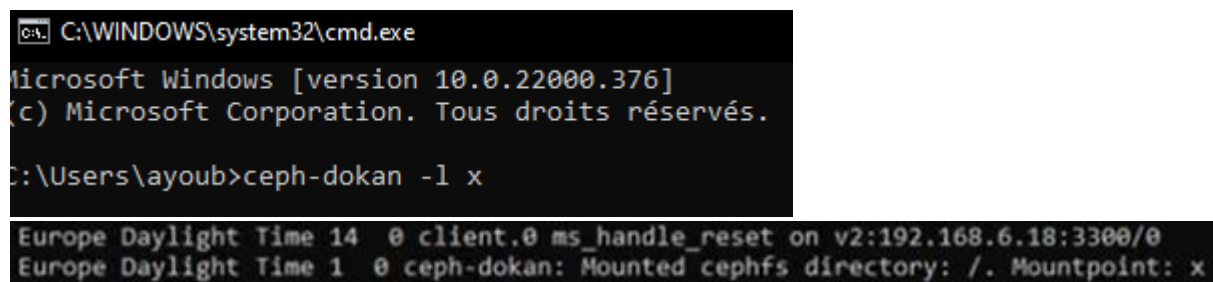 C:\WINDOWS\system32\cmd.exe
Microsoft Windows [version 10.0.22000.376]
(c) Microsoft Corporation. Tous droits réservés.
C:\Users\ayoub>ceph-dokan -l x
Europe Daylight Time 14 0 client.0 ms_handle_reset on v2:192.168.6.18:3300/0
Europe Daylight Time 1 0 ceph-dokan: Mounted cephfs directory: /. Mountpoint: x